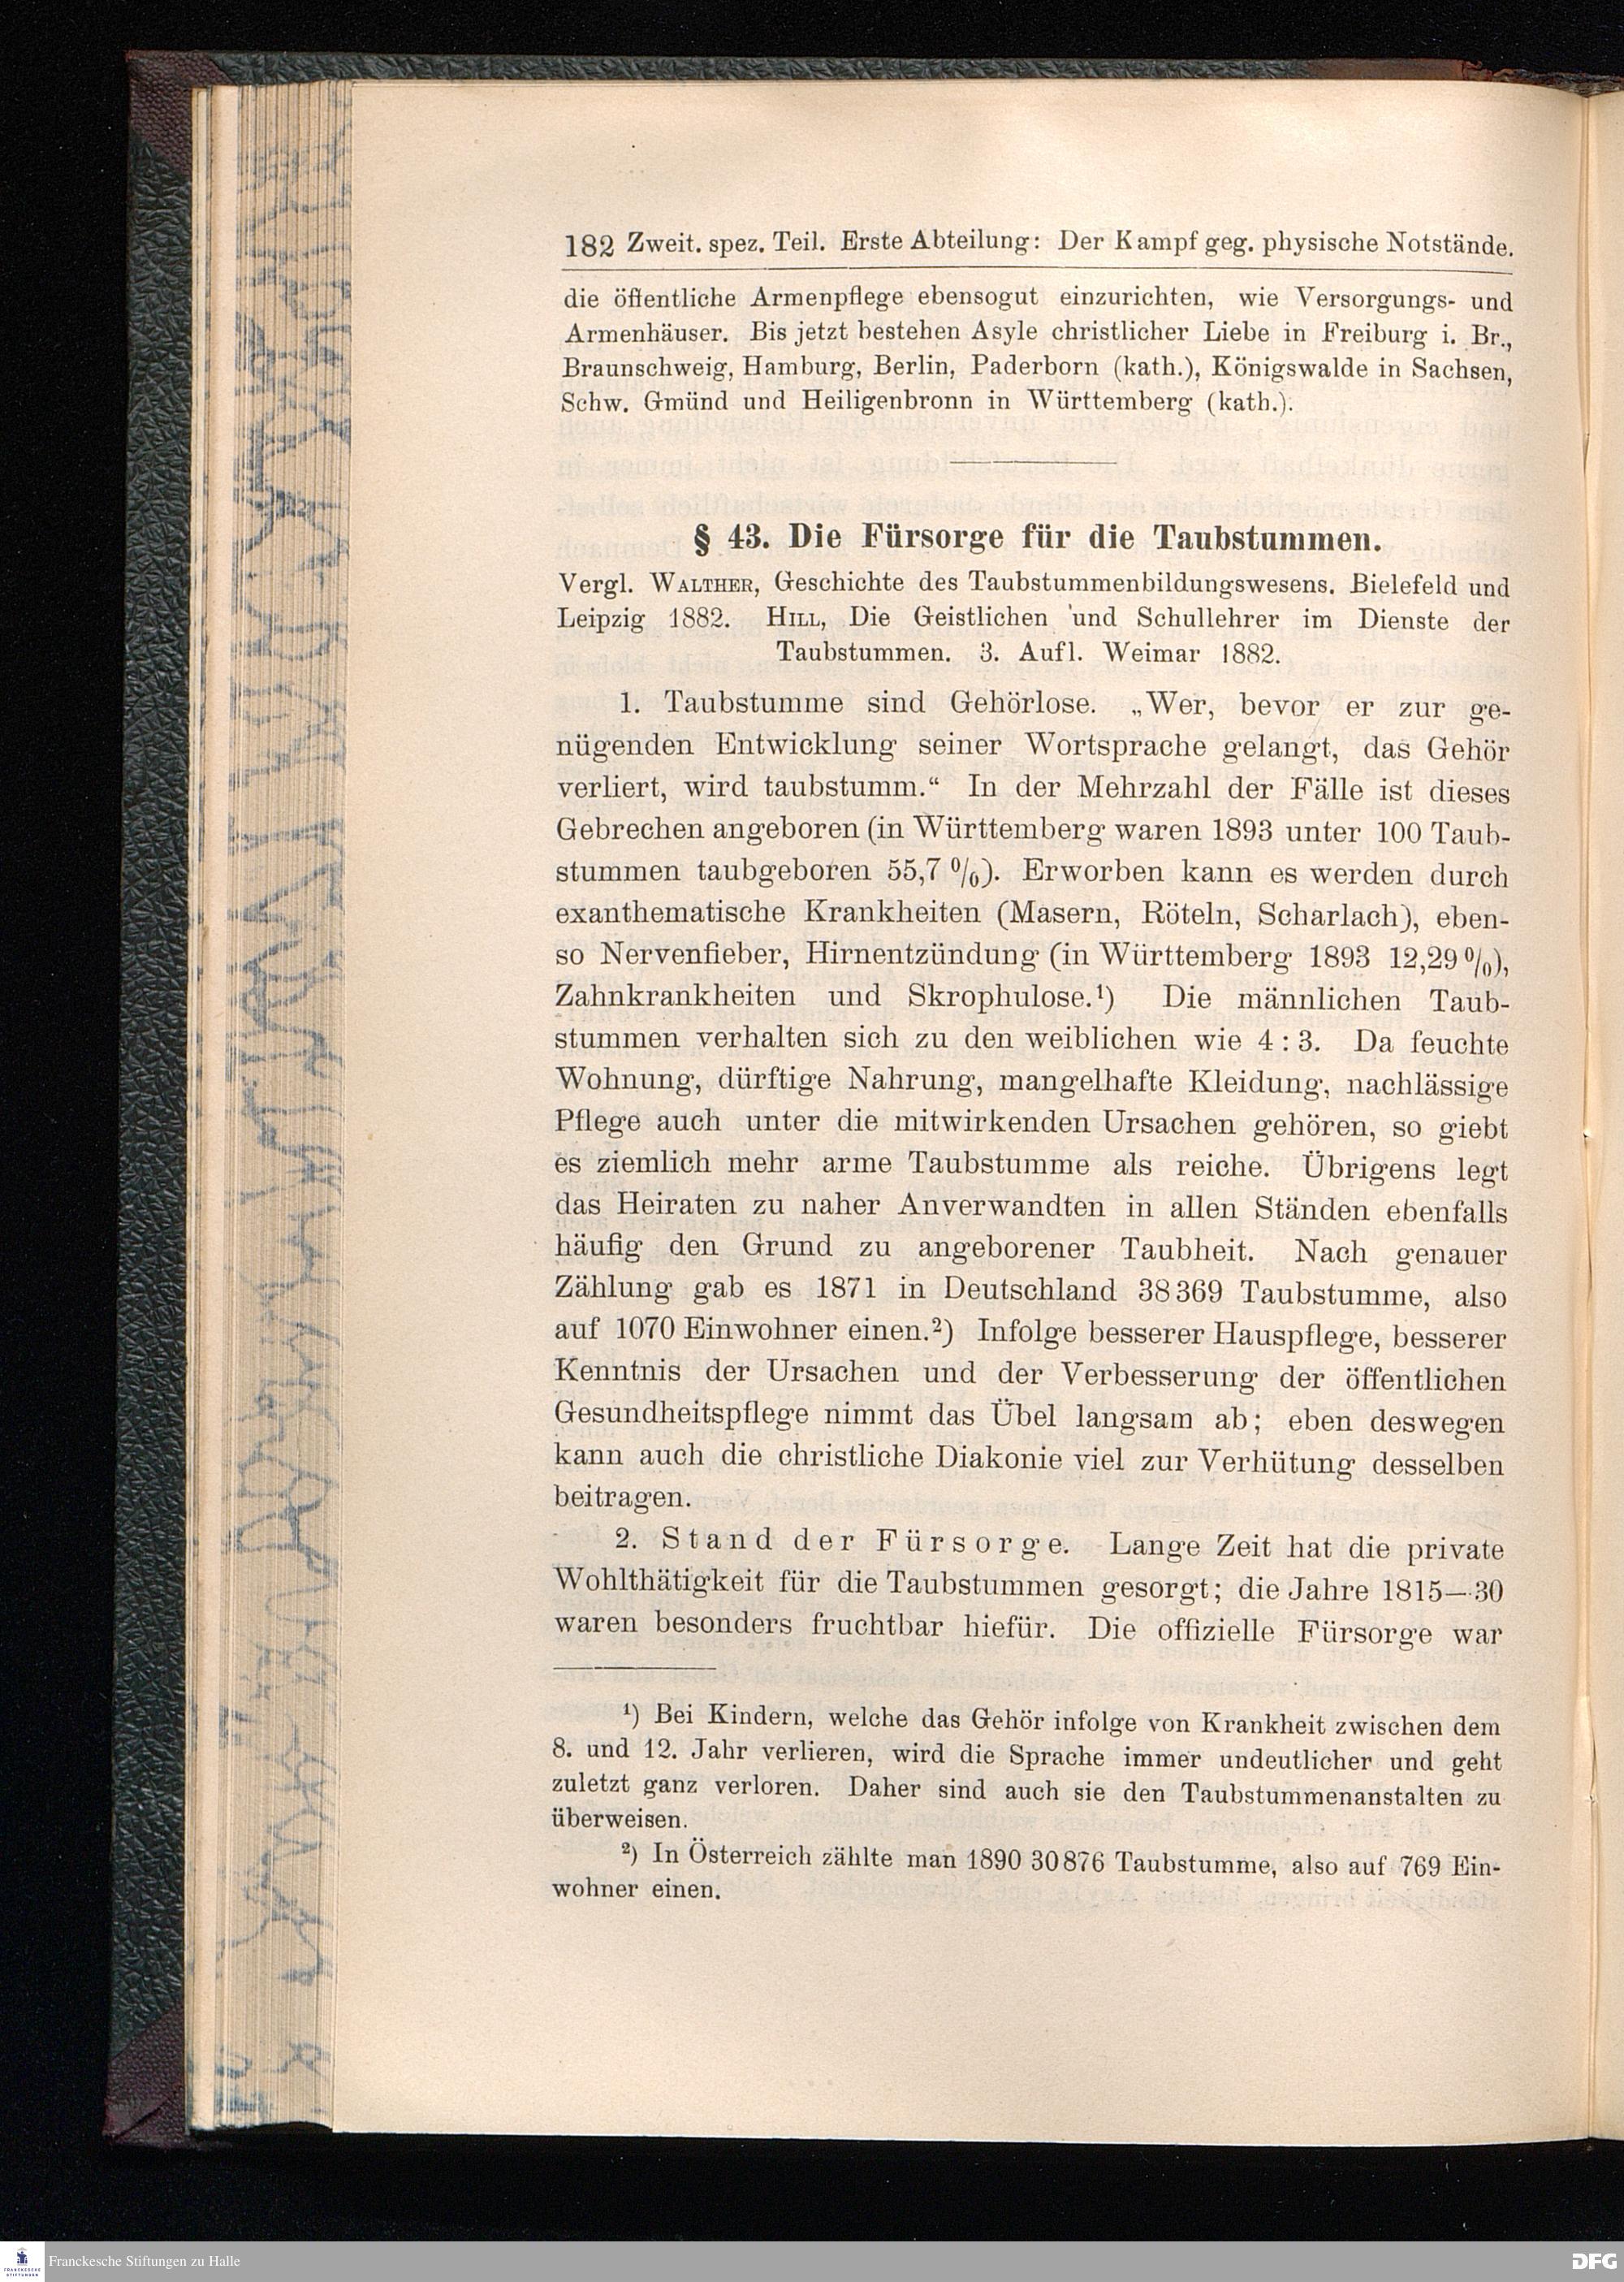 182 Zweit. spez. Teil. Erste Abteilung: Der Kampf geg. physische Notstände.
die öffentliche Armenpflege ebensogut einzurichten, wie Versorgungs- und
Armenhäuser. Bis jetzt bestehen Asyle christlicher Liebe in Freiburg i. Br.,
Braunschweig, Hamburg, Berlin, Paderborn (kath.), Königswalde in Sachsen,
Schw. Gmünd und Heiligenbronn in Württemberg (kath.).
§ 43. Die Fürsorge für die Taubstummen.
Vergl. WALTHER, Geschichte des Taubstummenbildungswesens. Bielefeld und
Leipzig 1882. HILL, Die Geistlichen und Schullehrer im Dienste der
Taubstummen. 3. Aufl. Weimar 1882.
1. Taubstumme sind Gehörlose. „Wer, bevor er zur ge-
nügenden Entwicklung seiner Wortsprache gelangt, das Gehör
verliert, wird taubstumm.“ In der Mehrzahl der Fälle ist dieses
Gebrechen angeboren (in Württemberg waren 1893 unter 100 Taub-
stummen taubgeboren 55,7 %). Erworben kann es werden durch
exanthematische Krankheiten (Masern, Röteln, Scharlach), eben-
so Nervenfieber, Hirnentzündung (in Württemberg 1893 12,29 %),
Zahnkrankheiten und Skrophulose.¹) Die männlichen Taub-
stummen verhalten sich zu den weiblichen wie 4 : 3. Da feuchte
Wohnung, dürftige Nahrung, mangelhafte Kleidung, nachlässige
Pflege auch unter die mitwirkenden Ursachen gehören, so giebt
es ziemlich mehr arme Taubstumme als reiche. Übrigens legt
das Heiraten zu naher Anverwandten in allen Ständen ebenfalls
häufig den Grund zu angeborener Taubheit. Nach genauer
Zählung gab es 1871 in Deutschland 38 369 Taubstumme, also
auf 1070 Einwohner einen.²) Infolge besserer Hauspflege, besserer
Kenntnis der Ursachen und der Verbesserung der öffentlichen
Gesundheitspflege nimmt das Übel langsam ab; eben deswegen
kann auch die christliche Diakonie viel zur Verhütung desselben
beitragen.
2. Stand der Fürsorge. Lange Zeit hat die private
Wohlthätigkeit für die Taubstummen gesorgt; die Jahre 1815—30
waren besonders fruchtbar hiefür. Die offizielle Fürsorge war
¹) Bei Kindern, welche das Gehör infolge von Krankheit zwischen dem
8. und 12. Jahr verlieren, wird die Sprache immer undeutlicher und geht
zuletzt ganz verloren. Daher sind auch sie den Taubstummenanstalten zu
überweisen.
²) In Österreich zählte man 1890 30 876 Taubstumme, also auf 769 Ein-
wohner einen.
FRANCKESCHE STIFTUNGEN
Franckesche Stiftungen zu Halle
DFG